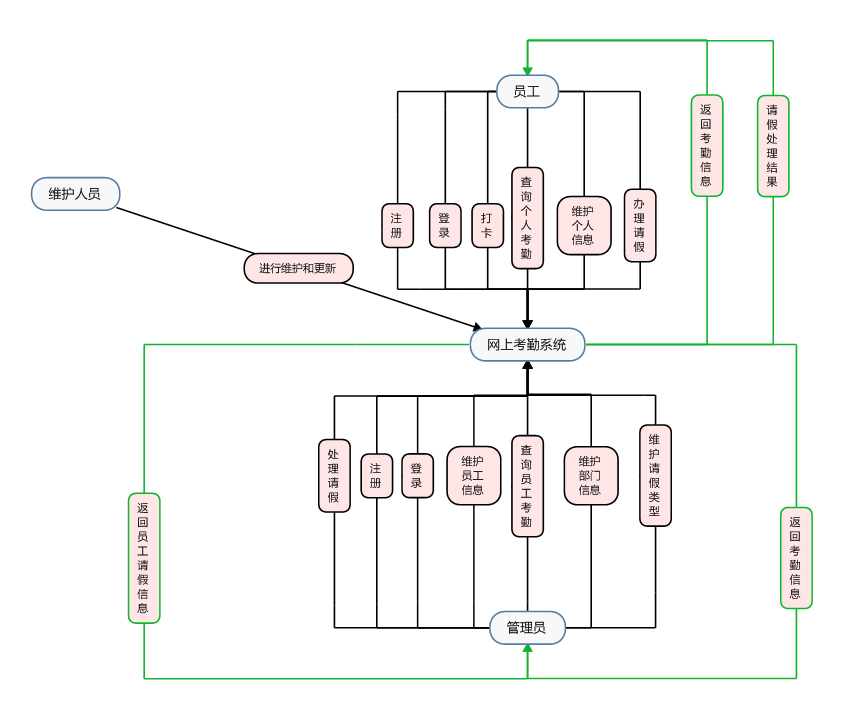 员工
返回考勤信息
请假处理结果
维护人员
注册
登录
打卡
查询个人考勤
维护
个人
信息
办理请假
进行维护和更新
网上考勤系统
处理请假
注册
登录
维护
员工
信息
查询员工考勤
维护
部门
信息
维护请假类型
返回员工请假信息
返回考勤信息
管理员